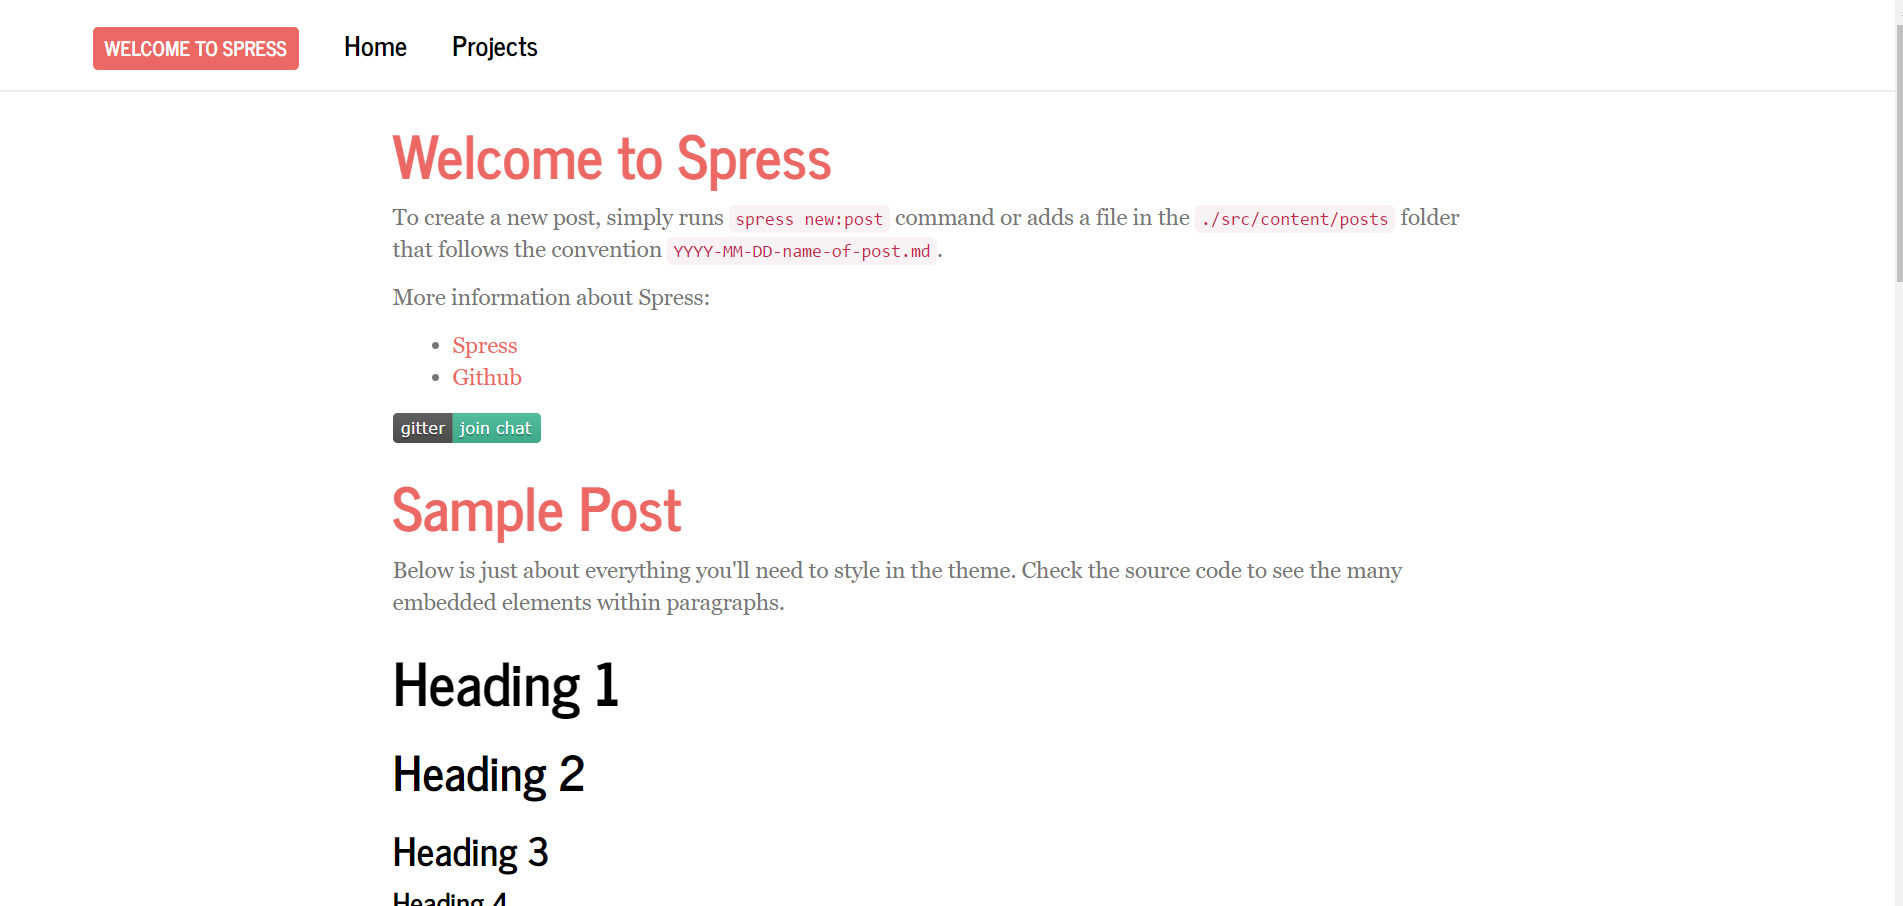 WELCOME TO SPRESS Home Projects
Welcome to Spress
To create a new post, simply runs spress new:post command or adds a file in the ./src/content/posts folder
that follows the convention YYYY-MM-DD-name-of-post.md.
More information about Spress:
• Spress
• Github
gitter join chat
Sample Post
Below is just about everything you'll need to style in the theme. Check the source code to see the many
embedded elements within paragraphs.
Heading 1
Heading 2
Heading 3
Heading 4